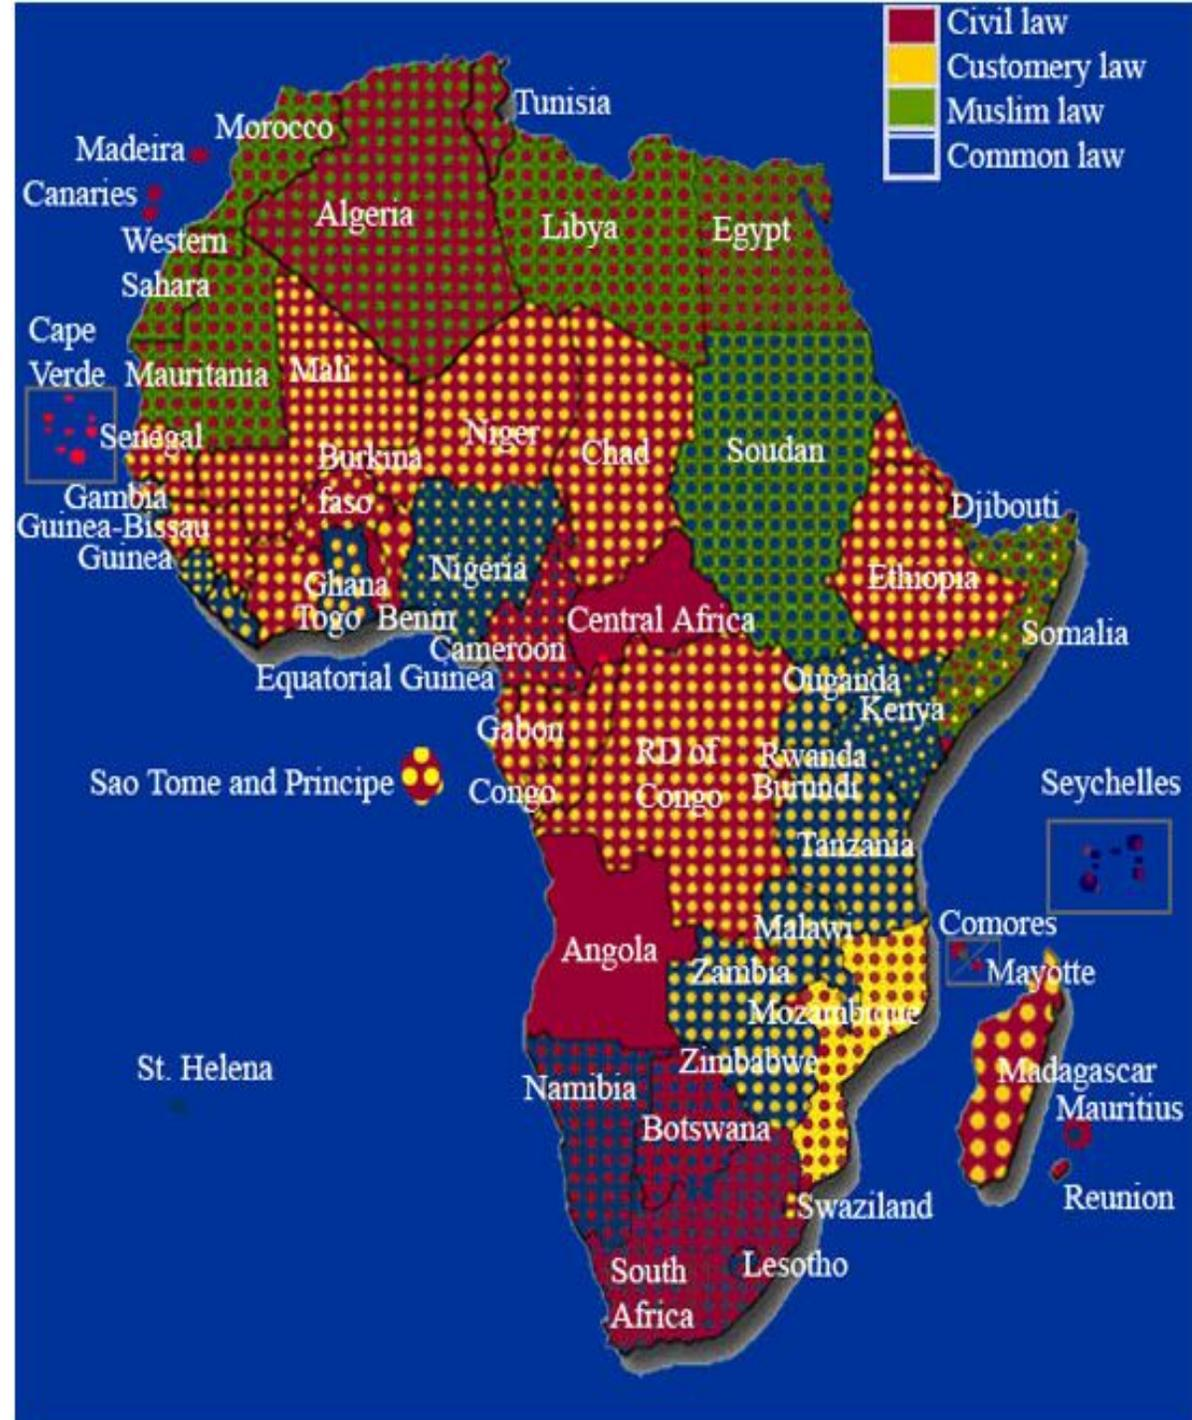 Civil law
Customery law
Muslim law
Common law
Tunisia
Morocco
Madeira
Canaries
Algeria
Libya
Egypt
Western
Sahara
Cape
Verde
Mauritania
Mali
Senegal
Niger
Chad
Soudan
Burkina
faso
Gambia
Guinea-Bissau
Guinea
Djibouti
Ghana
Nigeria
Ethiopia
Togo
Benin
Central Africa
Somalia
Cameroon
Equatorial Guinea
Ouganda
Kenya
Gabon
RD of
Congo
Rwanda
Burundi
Sao Tome and Principe
Congo
Seychelles
Tanzania
Malawi
Comores
Angola
Zambia
Mayotte
Mozambique
St. Helena
Zimbabwe
Namibia
Madagascar
Mauritius
Botswana
Reunion
Swaziland
Lesotho
South
Africa